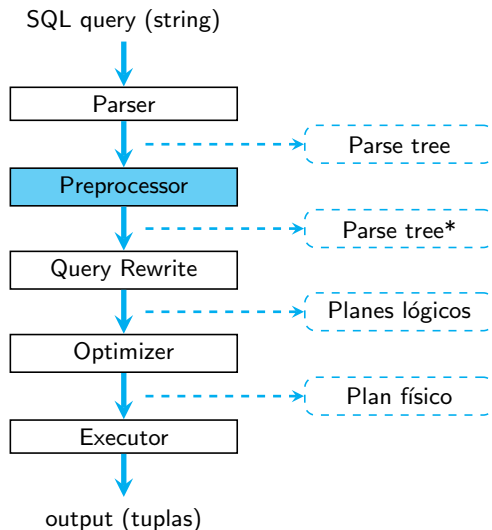 SQL query (string)
Parser
Parse tree
Preprocessor
Parse tree*
Query Rewrite
Planes lógicos
Optimizer
Plan físico
Executor
output (tuplas)